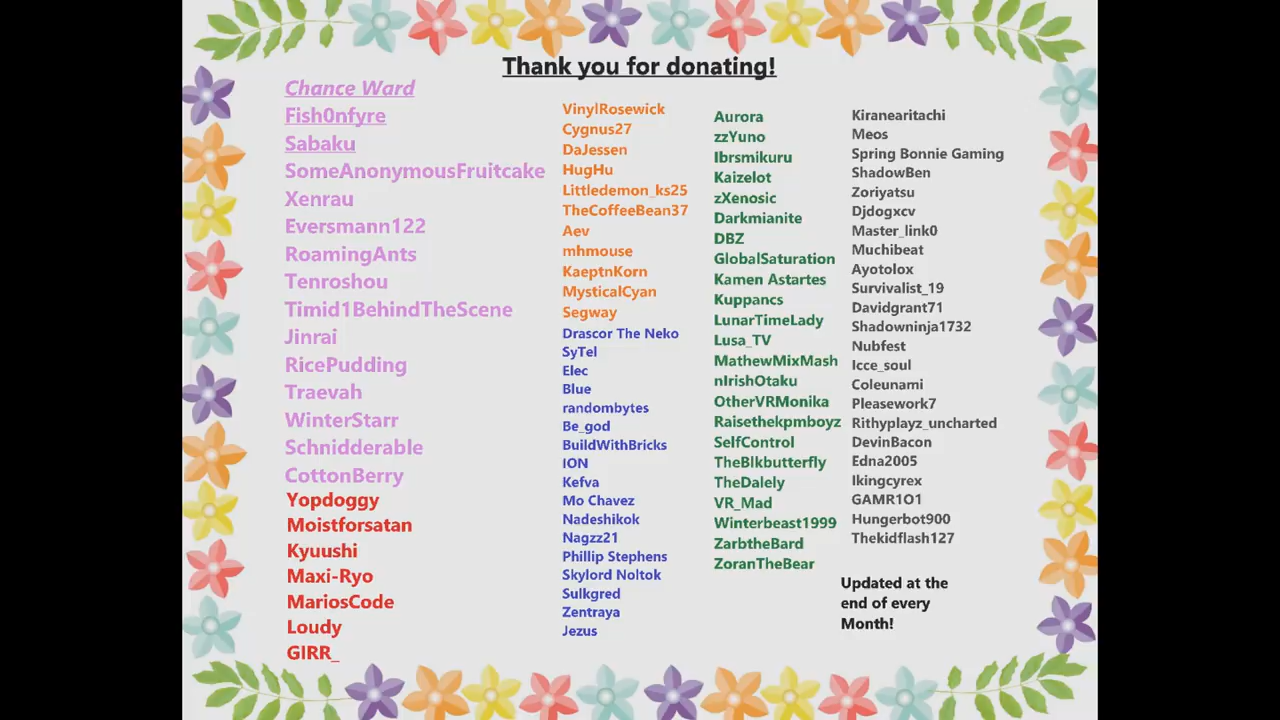 Thank you for donating!
Chance Ward
Fish0nfyre
Sabaku
SomeAnonymousFruitcake
Xenrau
Eversmann122
RoamingAnts
Tenroshou
Timid1BehindTheScene
Jinrai
RicePudding
Traevah
WinterStarr
Schnidderable
CottonBerry
Yopdoggy
Moistforsatan
Kyuushi
Maxi-Ryo
MariosCode
Loudy
GIRR_
VinylRosewick
Cygnus27
DaJessen
HugHu
Littledemon_ks25
TheCoffeeBean37
Aev
mhmouse
KaeptnKorn
MysticalCyan
Segway
Drascor The Neko
SyTel
Elec
Blue
randombytes
Be_god
BuildWithBricks
ION
Kefva
Mo Chavez
Nadeshikok
Nagzz21
Phillip Stephens
Skylord Noltok
Sulkgred
Zentraya
Jezus
Aurora
zzYuno
Ibrsmikuru
Kaizelot
zXenosic
Darkmianite
DBZ
GlobalSaturation
Kamen Astartes
Kuppancs
LunarTimeLady
Lusa_TV
MathewMixMash
nIrishOtaku
OtherVRMonika
Raisethekpmboyz
SelfControl
TheBlkbutterfly
TheDalely
VR_Mad
Winterbeast1999
ZarbtheBard
ZoranTheBear
Kiranearitachi
Meos
Spring Bonnie Gaming
ShadowBen
Zoriyatsu
Djdogxcv
Master_link0
Muchibeat
Ayotolox
Survivalist_19
Davidgrant71
Shadowninja1732
Nubfest
Icce_soul
Coleunami
Pleasework7
Rithyplayz_uncharted
DevinBacon
Edna2005
Ikingcyrex
GAMR1O1
Hungerbot900
Thekidflash127
Updated at the
end of every
Month!